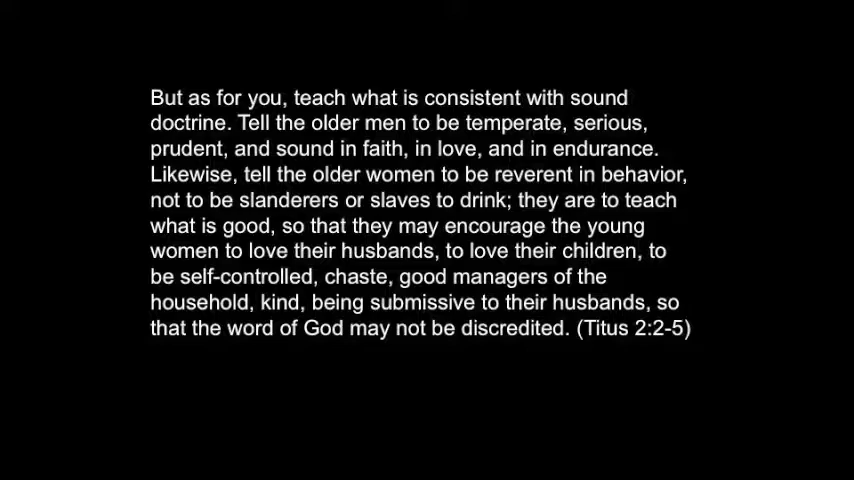 But as for you, teach what is consistent with sound
doctrine. Tell the older men to be temperate, serious,
prudent, and sound in faith, in love, and in endurance.
Likewise, tell the older women to be reverent in behavior,
not to be slanderers or slaves to drink; they are to teach
what is good, so that they may encourage the young
women to love their husbands, to love their children, to
be self-controlled, chaste, good managers of the
household, kind, being submissive to their husbands, so
that the word of God may not be discredited. (Titus 2:2-5)